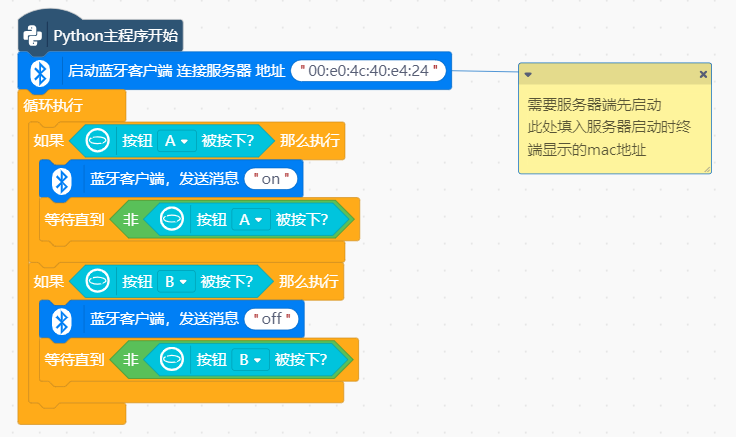 Python主程序开始
启动蓝牙客户端 连接服务器 地址 "00:e0:4c:40:e4:24"
需要服务器端先启动
此处填入服务器启动时终
端显示的mac地址
循环执行
如果 按钮 A 被按下? 那么执行
蓝牙客户端，发送消息 "on"
等待直到 非 按钮 A 被按下?
如果 按钮 B 被按下? 那么执行
蓝牙客户端，发送消息 "off"
等待直到 非 按钮 B 被按下?